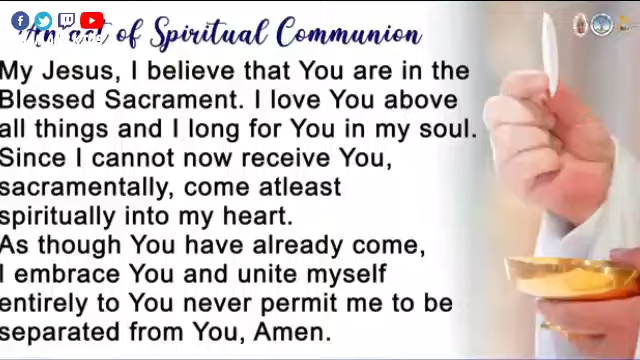 An act of Spiritual Communion
My Jesus, I believe that You are in the
Blessed Sacrament. I love You above
all things and I long for You in my soul.
Since I cannot now receive You,
sacramentally, come atleast
spiritually into my heart.
As though You have already come,
I embrace You and unite myself
entirely to You never permit me to be
separated from You, Amen.